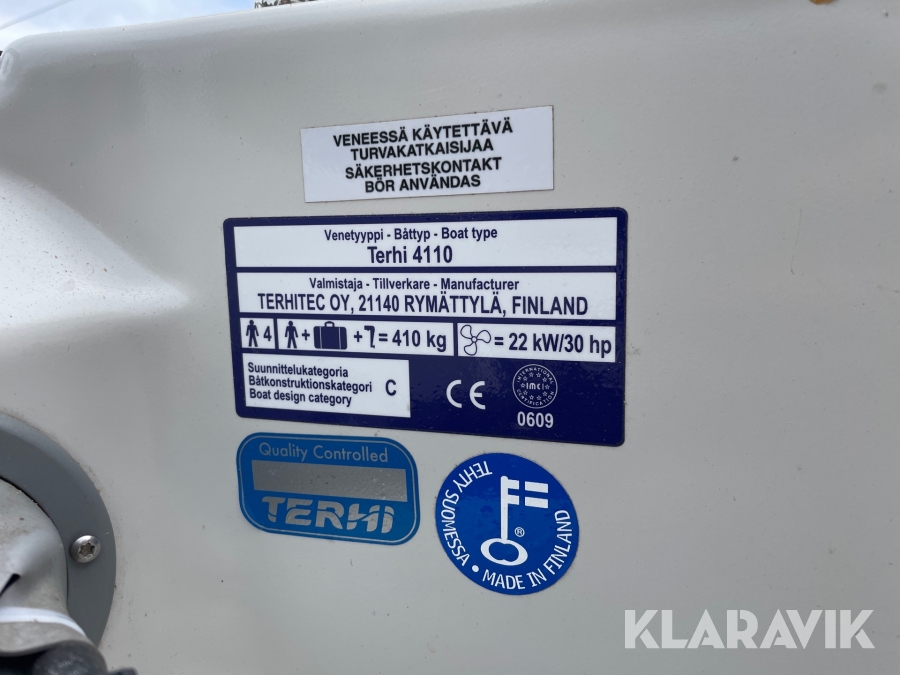 VENEESSÄ KÄYTETTÄVÄ
TURVAKATKAISIJAA
SÄKERHETSKONTAKT
BÖR ANVÄNDAS
Venetyyppi - Båttyp - Boat type
Terhi 4110
Valmistaja - Tillverkare - Manufacturer
TERHITEC OY, 21140 RYMÄTTYLÄ, FINLAND
4 + + = 410 kg = 22 kW/30 hp
Suunnittelukategoria
Båtkonstruktionskategori C
Boat design category
CE
INTERNATIONAL
imci
CERTIFICATION
0609
Quality Controlled
TERHI
TEHTY SUOMESSA • MADE IN FINLAND
®
KLARAVIK